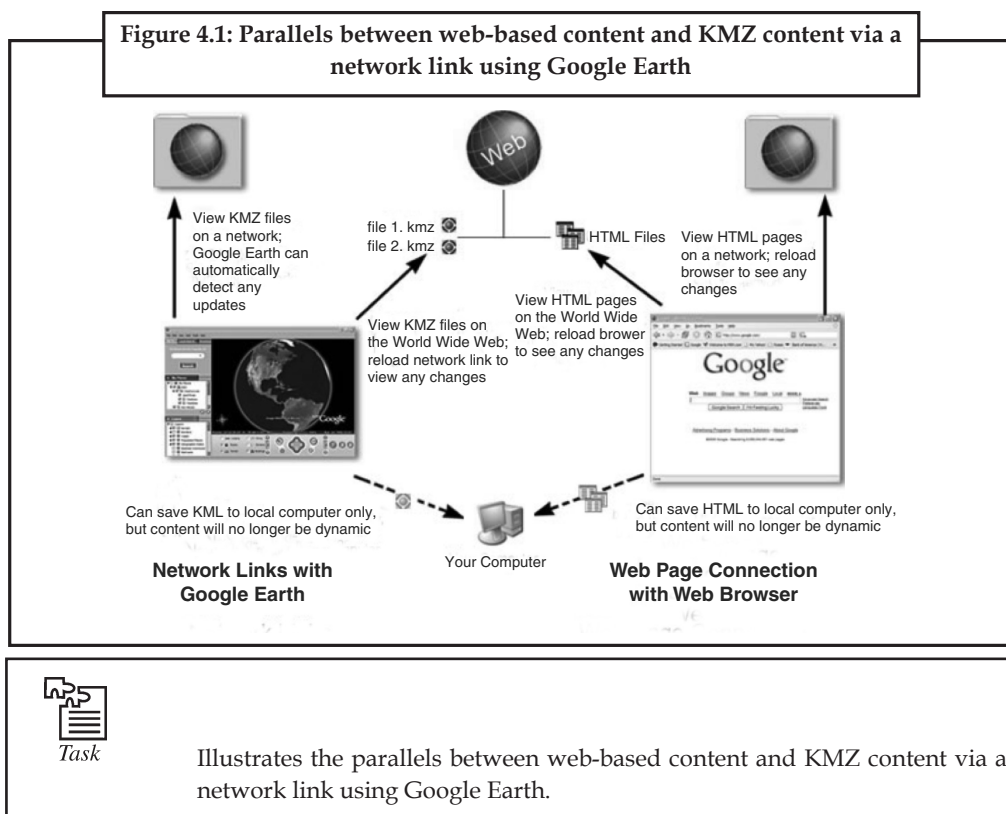 Figure 4.1: Parallels between web-based content and KMZ content via a
network link using Google Earth
Web
View KMZ files
on a network;
Google Earth can
automatically
detect any
updates
file 1. kmz
file 2. kmz
HTML Files
View HTML pages
on a network; reload
browser to see any
changes
View KMZ files on
the World Wide Web;
reload network link to
view any changes
View HTML pages
on the World Wide
Web; reload brower
to see any changes
Google
Google
Can save KML to local computer only,
but content will no longer be dynamic
Your Computer
Can save HTML to local computer only,
but content will no longer be dynamic
Network Links with
Google Earth
Web Page Connection
with Web Browser
Task
Illustrates the parallels between web-based content and KMZ content via a
network link using Google Earth.